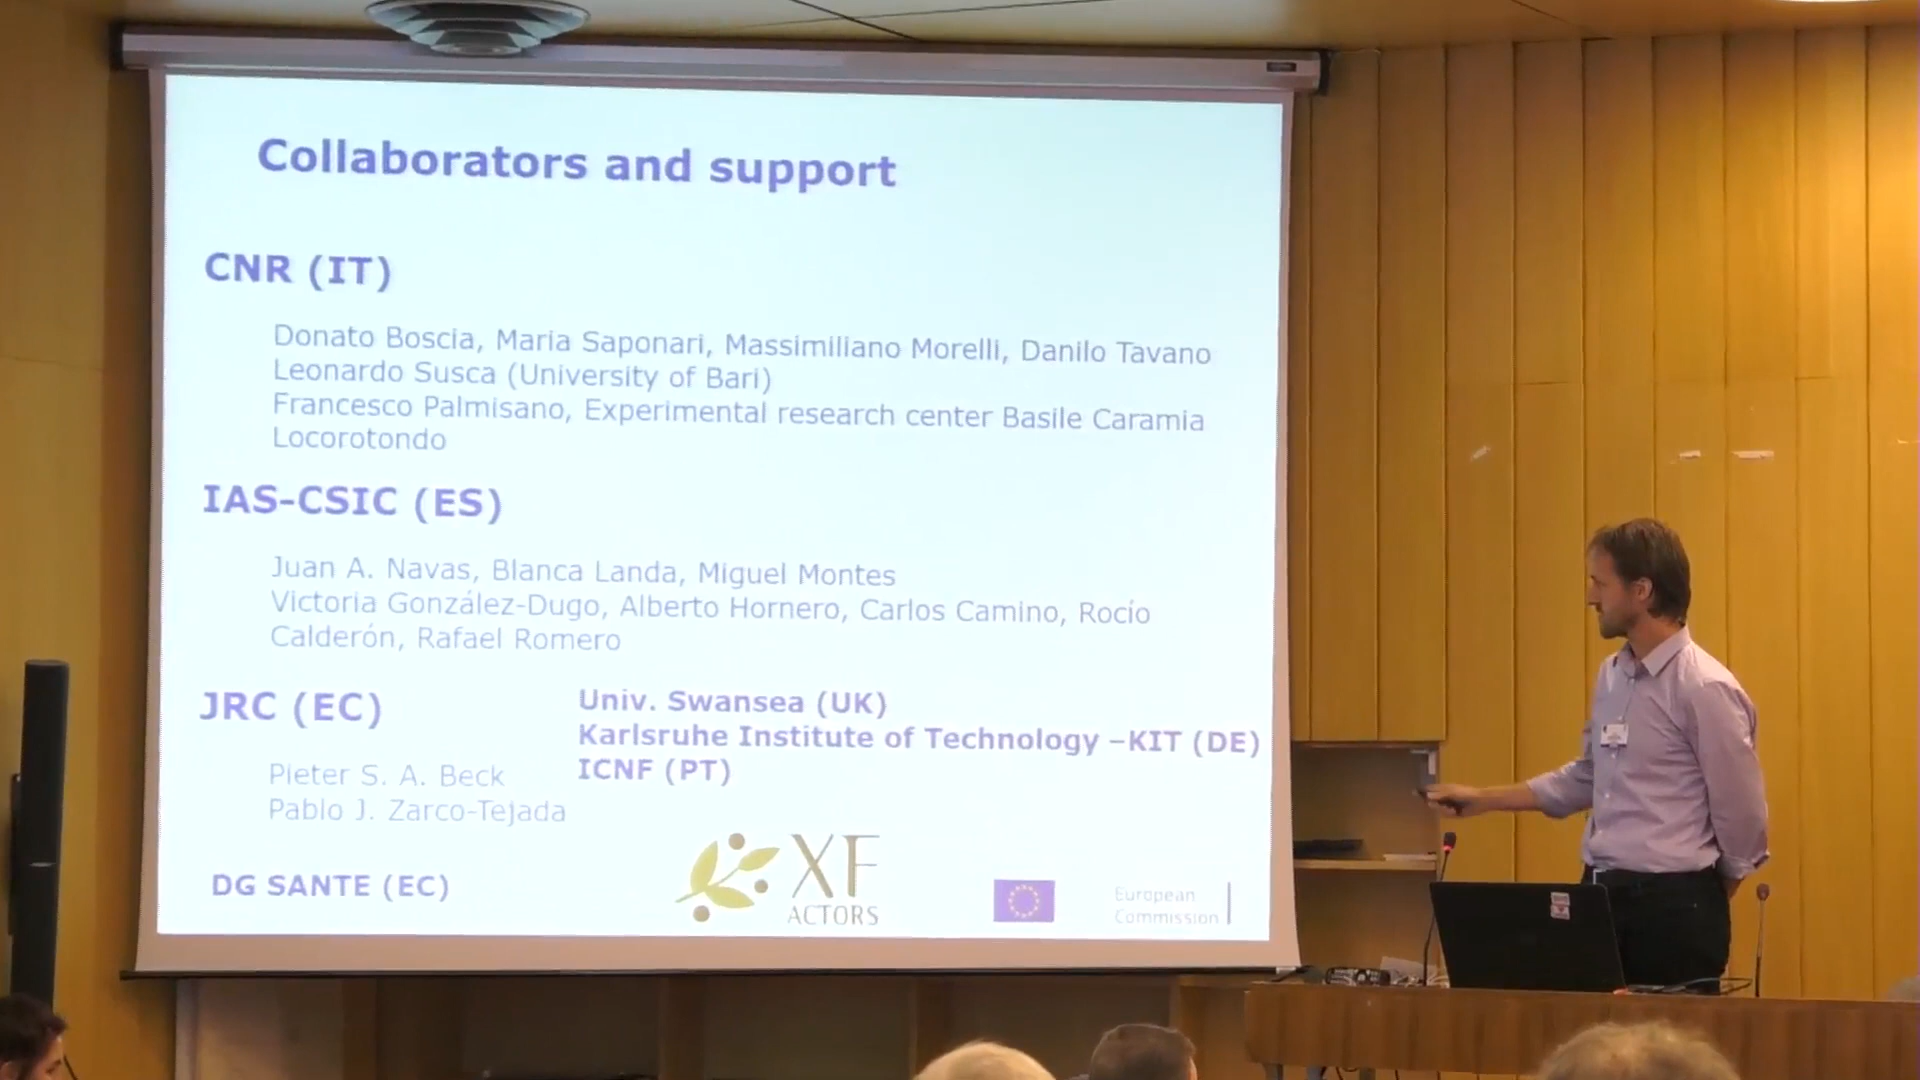 Collaborators and support
CNR (IT)
Donato Boscia, Maria Saponari, Massimiliano Morelli, Danilo Tavano
Leonardo Susca (University of Bari)
Francesco Palmisano, Experimental research center Basile Caramia
Locorotondo
IAS-CSIC (ES)
Juan A. Navas, Blanca Landa, Miguel Montes
Victoria González-Dugo, Alberto Hornero, Carlos Camino, Rocío
Calderón, Rafael Romero
JRC (EC)
Pieter S. A. Beck
Pablo J. Zarco-Tejada
Univ. Swansea (UK)
Karlsruhe Institute of Technology –KIT (DE)
ICNF (PT)
DG SANTE (EC)
XF
ACTORS
European
Commission